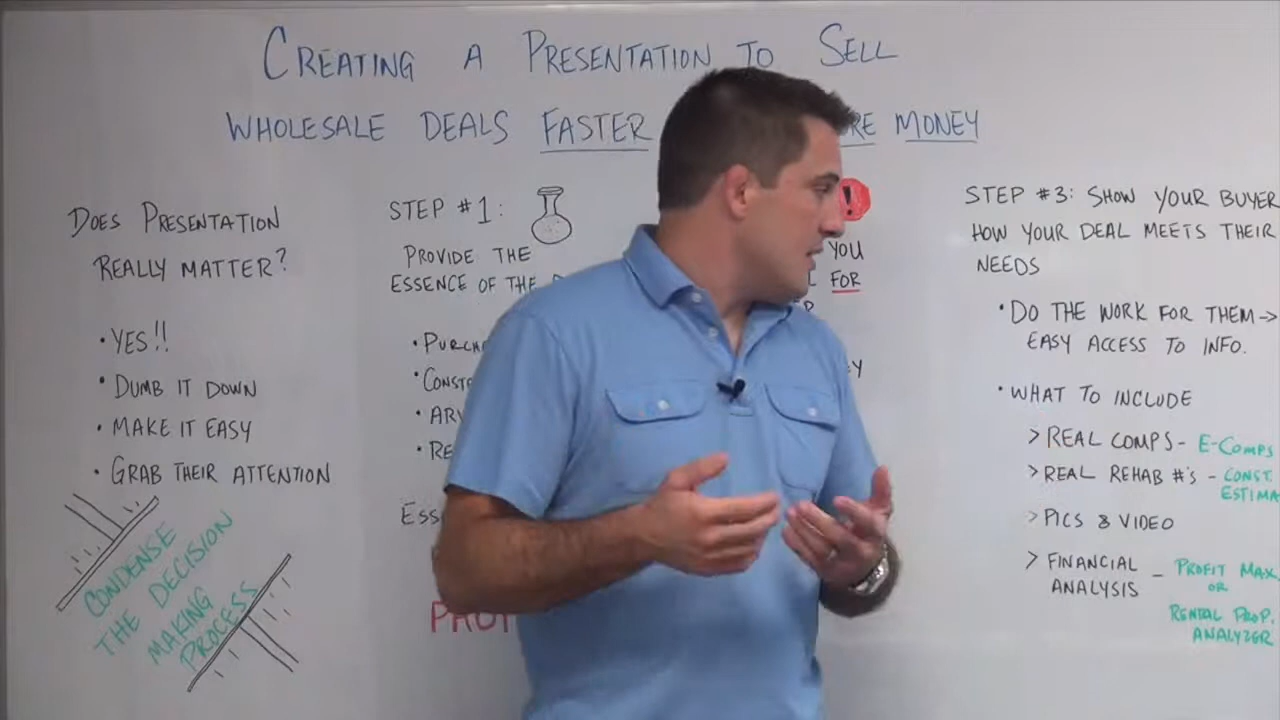 CREATING A PRESENTATION TO SELL
WHOLESALE DEALS FASTER MONEY
DOES PRESENTATION
REALLY MATTER?
• YES!!
• DUMB IT DOWN
• MAKE IT EASY
• GRAB THEIR ATTENTION
CONDENSE
THE DECISION
MAKING
PROCESS
STEP #1:
PROVIDE THE
ESSENCE OF THE
!
YOU
FOR
STEP #3: SHOW YOUR BUYER
HOW YOUR DEAL MEETS THEIR
NEEDS
• DO THE WORK FOR THEM →
EASY ACCESS TO INFO.
• WHAT TO INCLUDE
> REAL COMPS - E-COMPS
> REAL REHAB #'S - CONST.
> PICS & VIDEO
> FINANCIAL
ANALYSIS - PROFIT MAX.
OR
RENTAL PROP.
ANALYZER